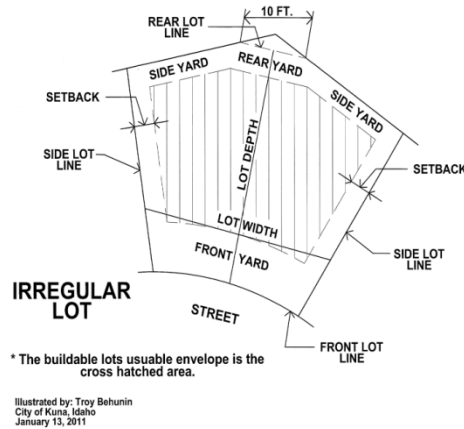 10 FT.
REAR LOT
LINE
SIDE YARD
REAR YARD
SIDE YARD
SETBACK
LOT DEPTH
SIDE LOT
LINE
SETBACK
LOT WIDTH
FRONT YARD
SIDE LOT
LINE
IRREGULAR
LOT
STREET
FRONT LOT
LINE
* The buildable lots usuable envelope is the
cross hatched area.
Illustrated by: Troy Behunin
City of Kuna, Idaho
January 13, 2011